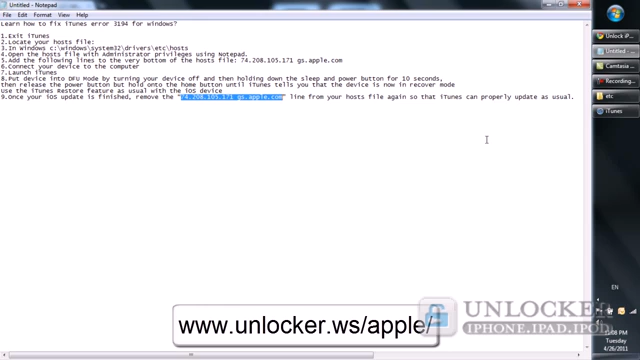 Untitled - Notepad
File Edit Format View Help
Learn how to fix iTunes error 3194 for windows?
1.Exit iTunes
2.Locate your hosts file:
3.In Windows c:\windows\system32\drivers\etc\hosts
4.Open the hosts file with Administrator privileges using Notepad.
5.Add the following lines to the very bottom of the hosts file: 74.208.105.171 gs.apple.com
6.Connect your device to the computer
7.Launch iTunes
8.Put device into DFU Mode by turning your device off and then holding down the sleep and power button for 10 seconds,
then release the power button but hold onto the home button until iTunes tells you that the device is now in recover mode
Use the iTunes Restore feature as usual with the ios device
9.Once your ios update is finished, remove the "74.208.105.171 gs.apple.com" line from your hosts file again so that iTunes can properly update as usual.
Unlock iP...
Untitled - ...
Camtasia ...
Recording...
etc
iTunes
EN
www.unlocker.ws/apple/
UNLOCKER
IPHONE.IPAD.IPOD
Tuesday
4/26/2011